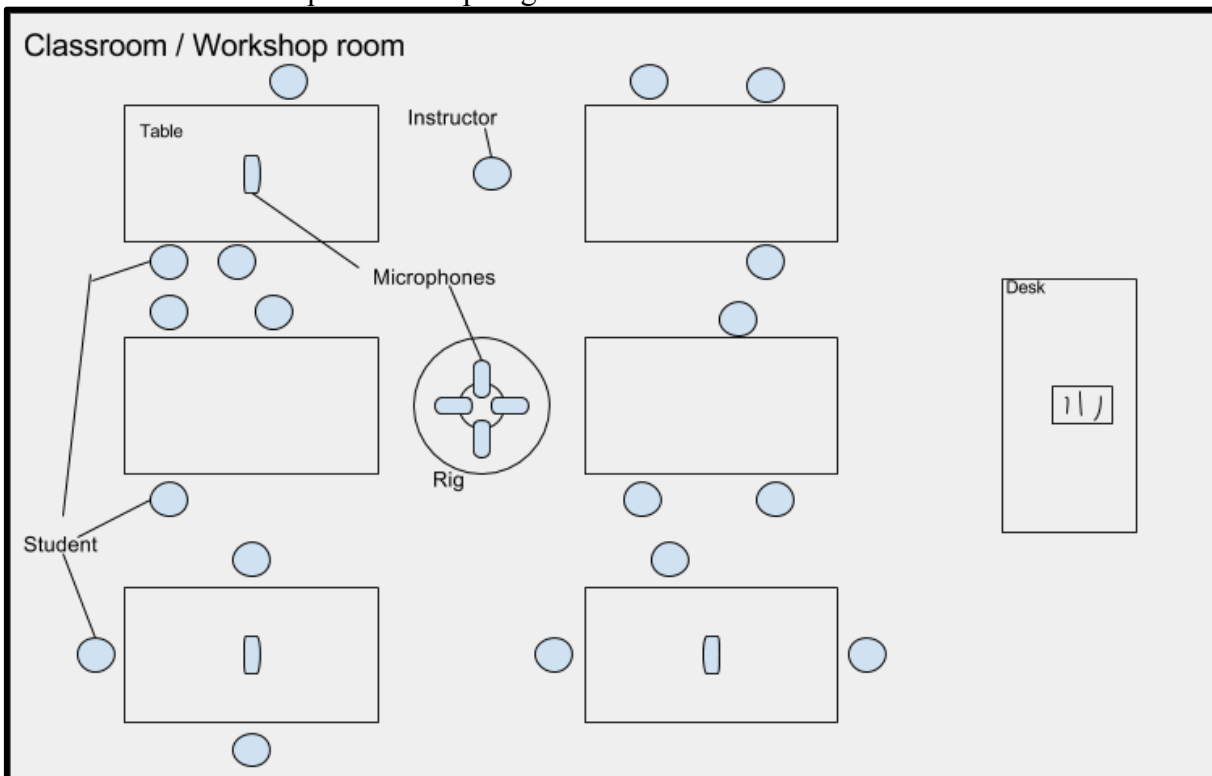 Classroom / Workshop room
Table
Instructor
Microphones
Desk
Rig
Student